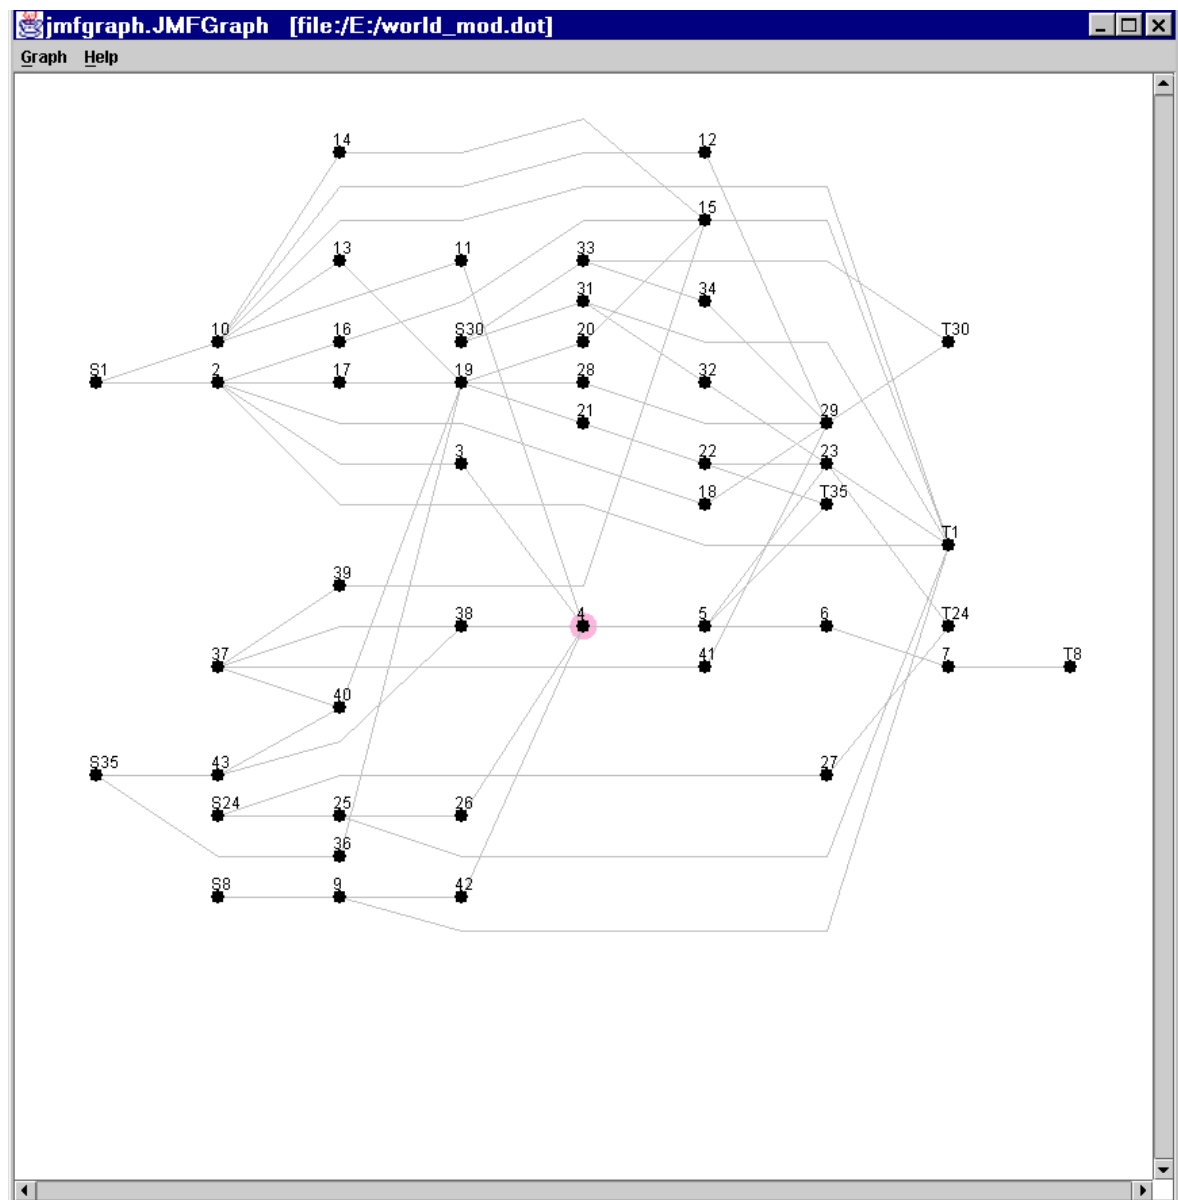 jmfgraph.JMFGraph [file:/E:/world_mod.dot]
Graph Help
14 12
15
13 11 33
31 34
10 16 S30 20 T30
S1 2 17 19 28 32
21 29
3 22 23
18 T35
T1
39
38 4 5 6 T24
37 41 7 T8
40
S35 43 27
S24 25 26
36
S8 9 42